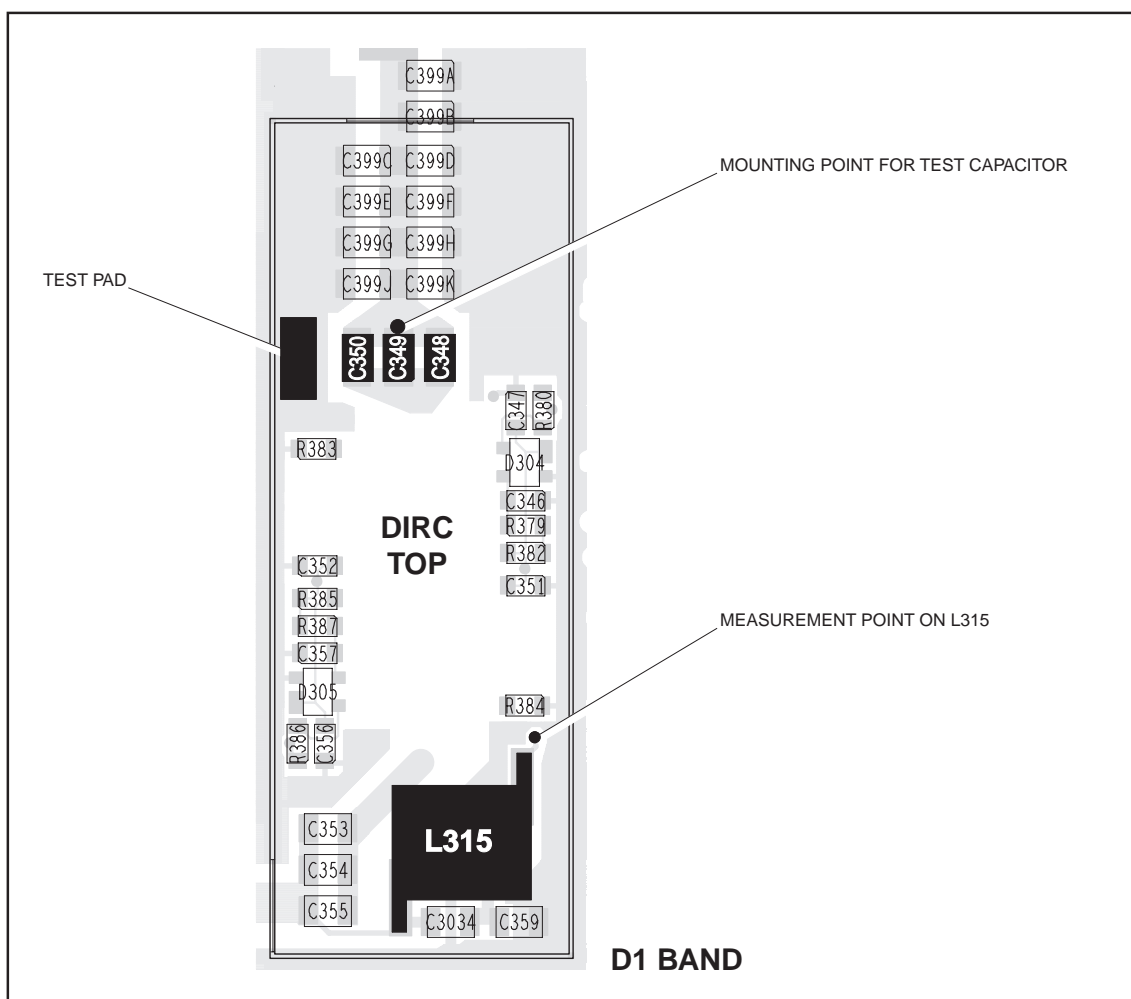 C399A
C399B
C399C C399D
MOUNTING POINT FOR TEST CAPACITOR
C399E C399F
C399G C399H
C399J C399K
TEST PAD
C350 C349 C348
C347 R380
R383
D304
C346
DIRC
TOP
R379
R382
C352
C351
R385
R387
MEASUREMENT POINT ON L315
C357
D305
R384
R386 C356
C353
L315
C354
C355
C3034 C359
D1 BAND